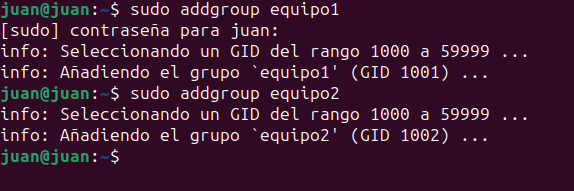 juan@juan:~$ sudo addgroup equipo1
[sudo] contraseña para juan:
info: Seleccionando un GID del rango 1000 a 59999 ...
info: Añadiendo el grupo `equipo1' (GID 1001) ...
juan@juan:~$ sudo addgroup equipo2
info: Seleccionando un GID del rango 1000 a 59999 ...
info: Añadiendo el grupo `equipo2' (GID 1002) ...
juan@juan:~$